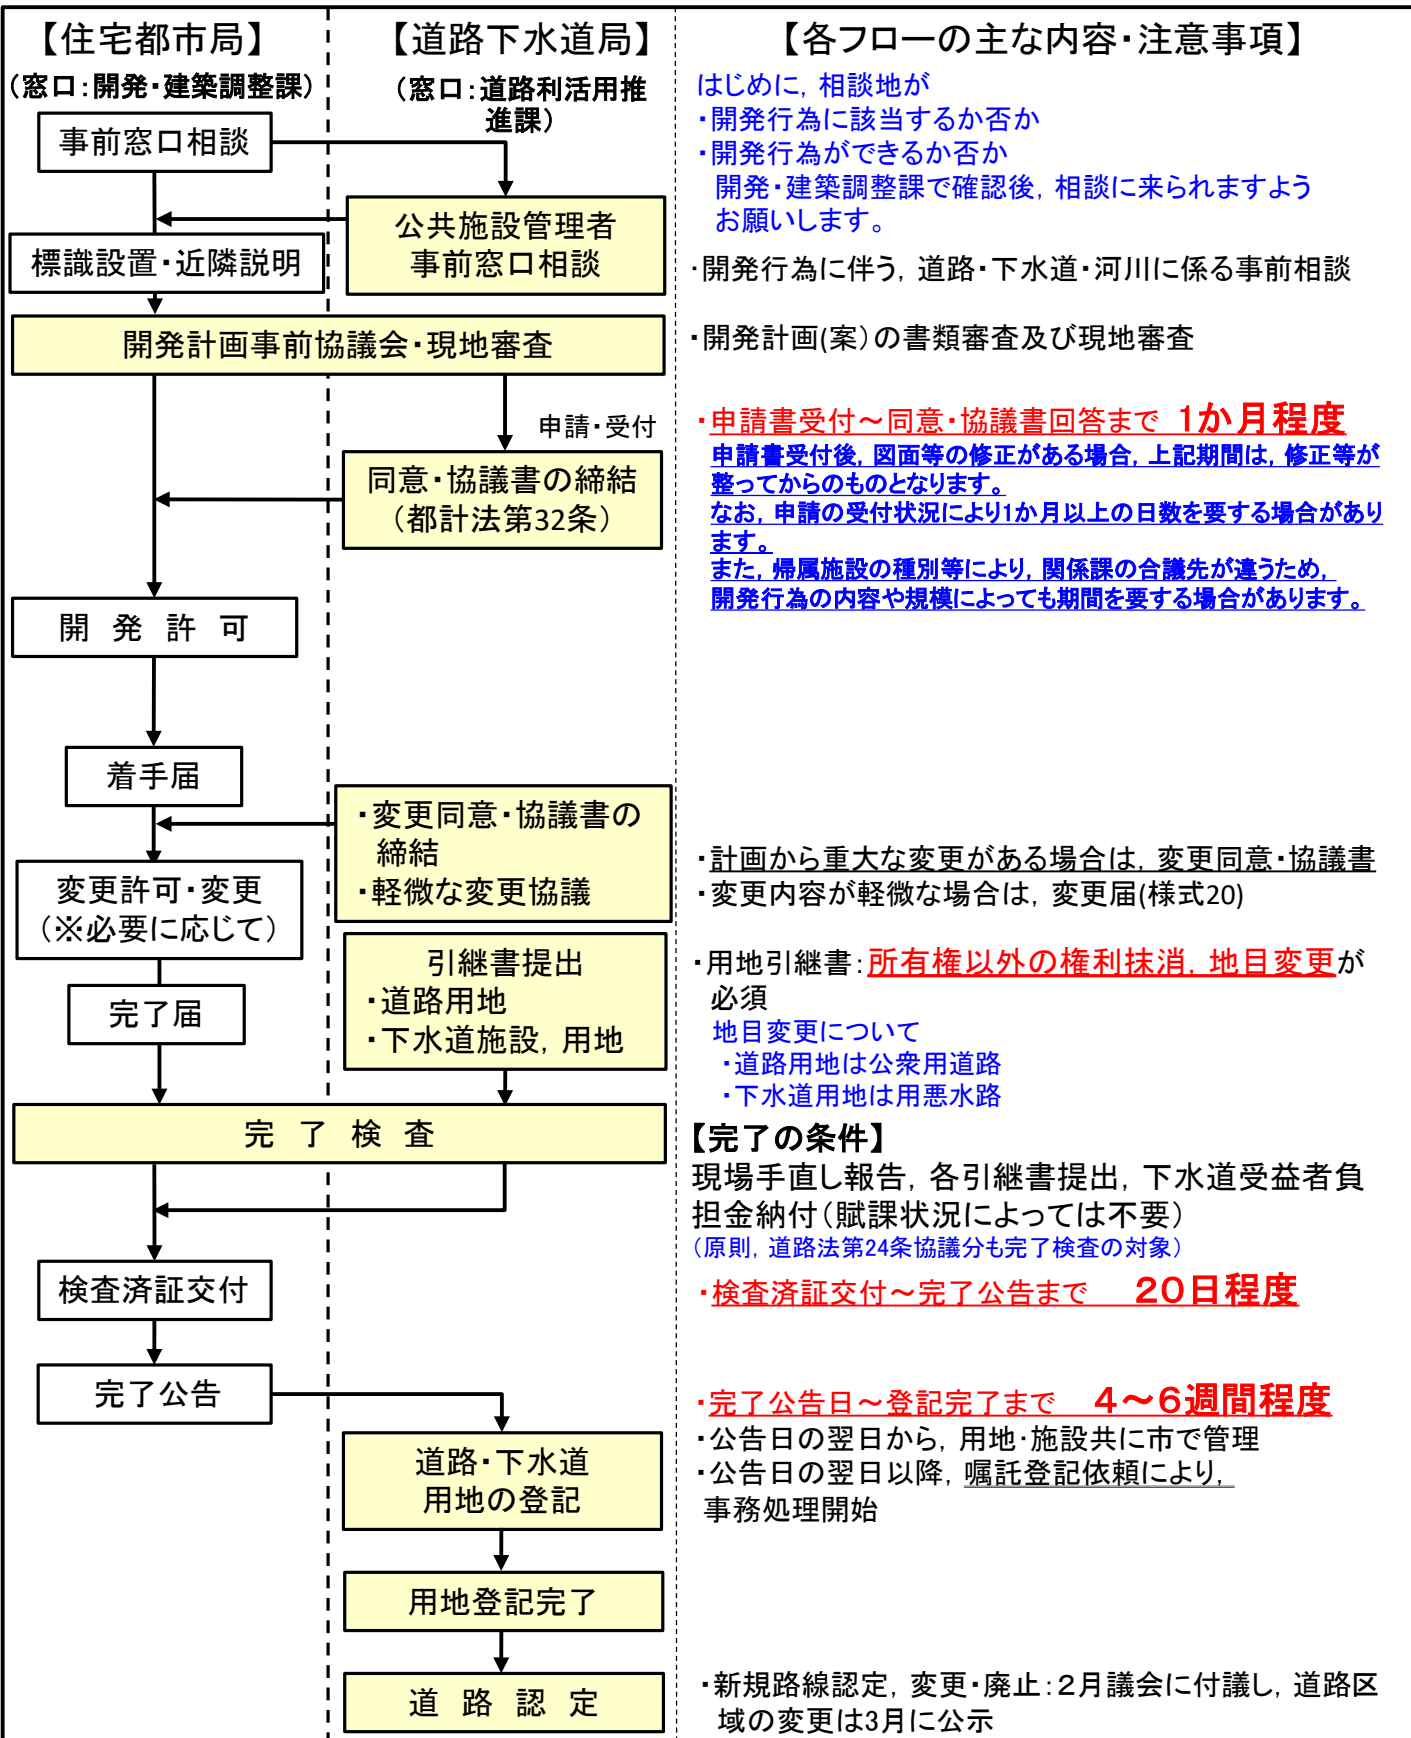 【住宅都市局】
(窓口:開発・建築調整課)
【道路下水道局】
(窓口:道路利活用推
進課)
【各フローの主な内容・注意事項】
はじめに, 相談地が
・開発行為に該当するか否か
・開発行為ができるか否か
開発・建築調整課で確認後, 相談に来られますよう
お願いします。
事前窓口相談
公共施設管理者
事前窓口相談
標識設置・近隣説明
・開発行為に伴う, 道路・下水道・河川に係る事前相談
開発計画事前協議会・現地審査
・開発計画(案)の書類審査及び現地審査
申請・受付
・申請書受付～同意・協議書回答まで 1か月程度
申請書受付後, 図面等の修正がある場合, 上記期間は, 修正等が
整ってからのものとなります。
なお, 申請の受付状況により1か月以上の日数を要する場合があり
ます。
また, 帰属施設の種別等により, 関係課の合議先が違うため,
開発行為の内容や規模によっても期間を要する場合があります。
同意・協議書の締結
(都計法第32条)
開 発 許 可
着手届
・変更同意・協議書の
締結
・軽微な変更協議
変更許可・変更
(※必要に応じて)
・計画から重大な変更がある場合は, 変更同意・協議書
・変更内容が軽微な場合は, 変更届(様式20)
引継書提出
・道路用地
・下水道施設, 用地
完了届
・用地引継書:所有権以外の権利抹消, 地目変更が
必須
地目変更について
・道路用地は公衆用道路
・下水道用地は用悪水路
完 了 検 査
【完了の条件】
現場手直し報告, 各引継書提出, 下水道受益者負
担金納付(賦課状況によっては不要)
(原則, 道路法第24条協議分も完了検査の対象)
検査済証交付
・検査済証交付～完了公告まで 20日程度
完了公告
・完了公告日～登記完了まで 4～6週間程度
・公告日の翌日から, 用地・施設共に市で管理
・公告日の翌日以降, 嘱託登記依頼により,
事務処理開始
道路・下水道
用地の登記
用地登記完了
道 路 認 定
・新規路線認定, 変更・廃止:2月議会に付議し, 道路区
域の変更は3月に公示